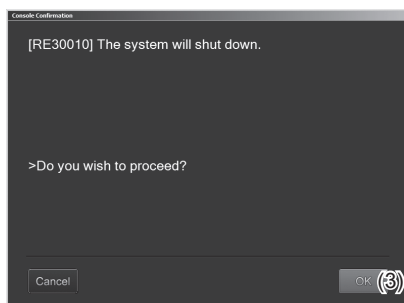 Console Confirmation
[RE30010] The system will shut down.
>Do you wish to proceed?
Cancel
OK (3)